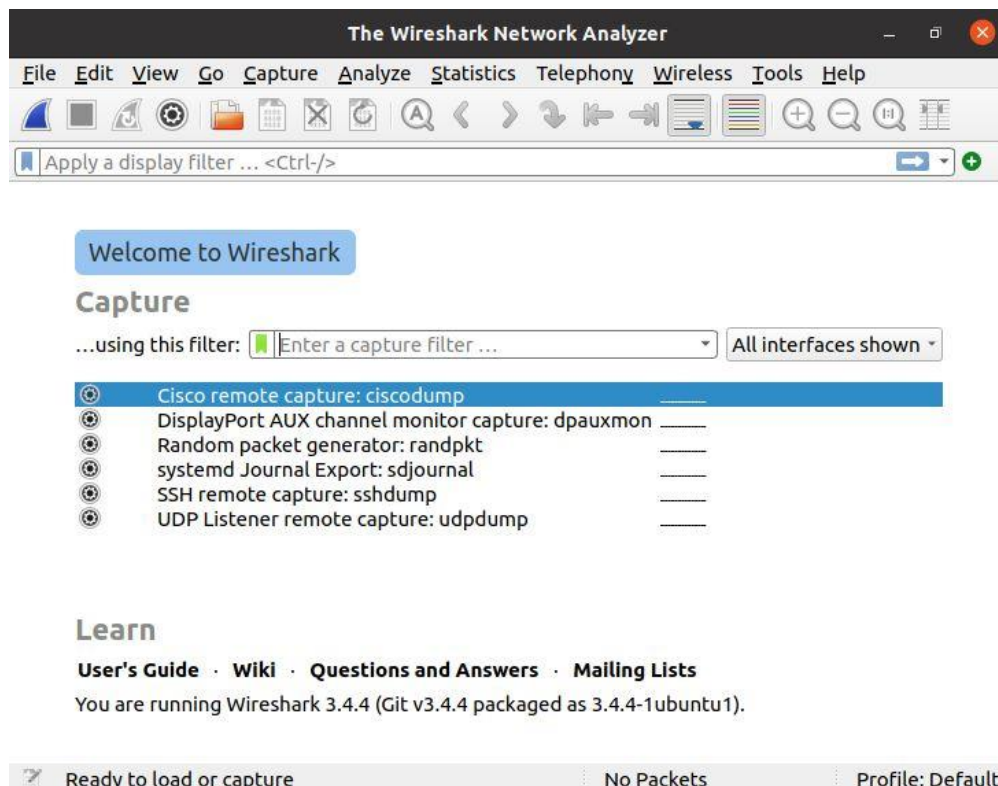 The Wireshark Network Analyzer
File Edit View Go Capture Analyze Statistics Telephony Wireless Tools Help
Apply a display filter … <Ctrl-/>
Welcome to Wireshark
Capture
…using this filter: Enter a capture filter … All interfaces shown
Cisco remote capture: ciscodump
DisplayPort AUX channel monitor capture: dpauxmon
Random packet generator: randpkt
systemd Journal Export: sdjournal
SSH remote capture: sshdump
UDP Listener remote capture: udpdump
Learn
User's Guide · Wiki · Questions and Answers · Mailing Lists
You are running Wireshark 3.4.4 (Git v3.4.4 packaged as 3.4.4-1ubuntu1).
Ready to load or capture No Packets Profile: Default